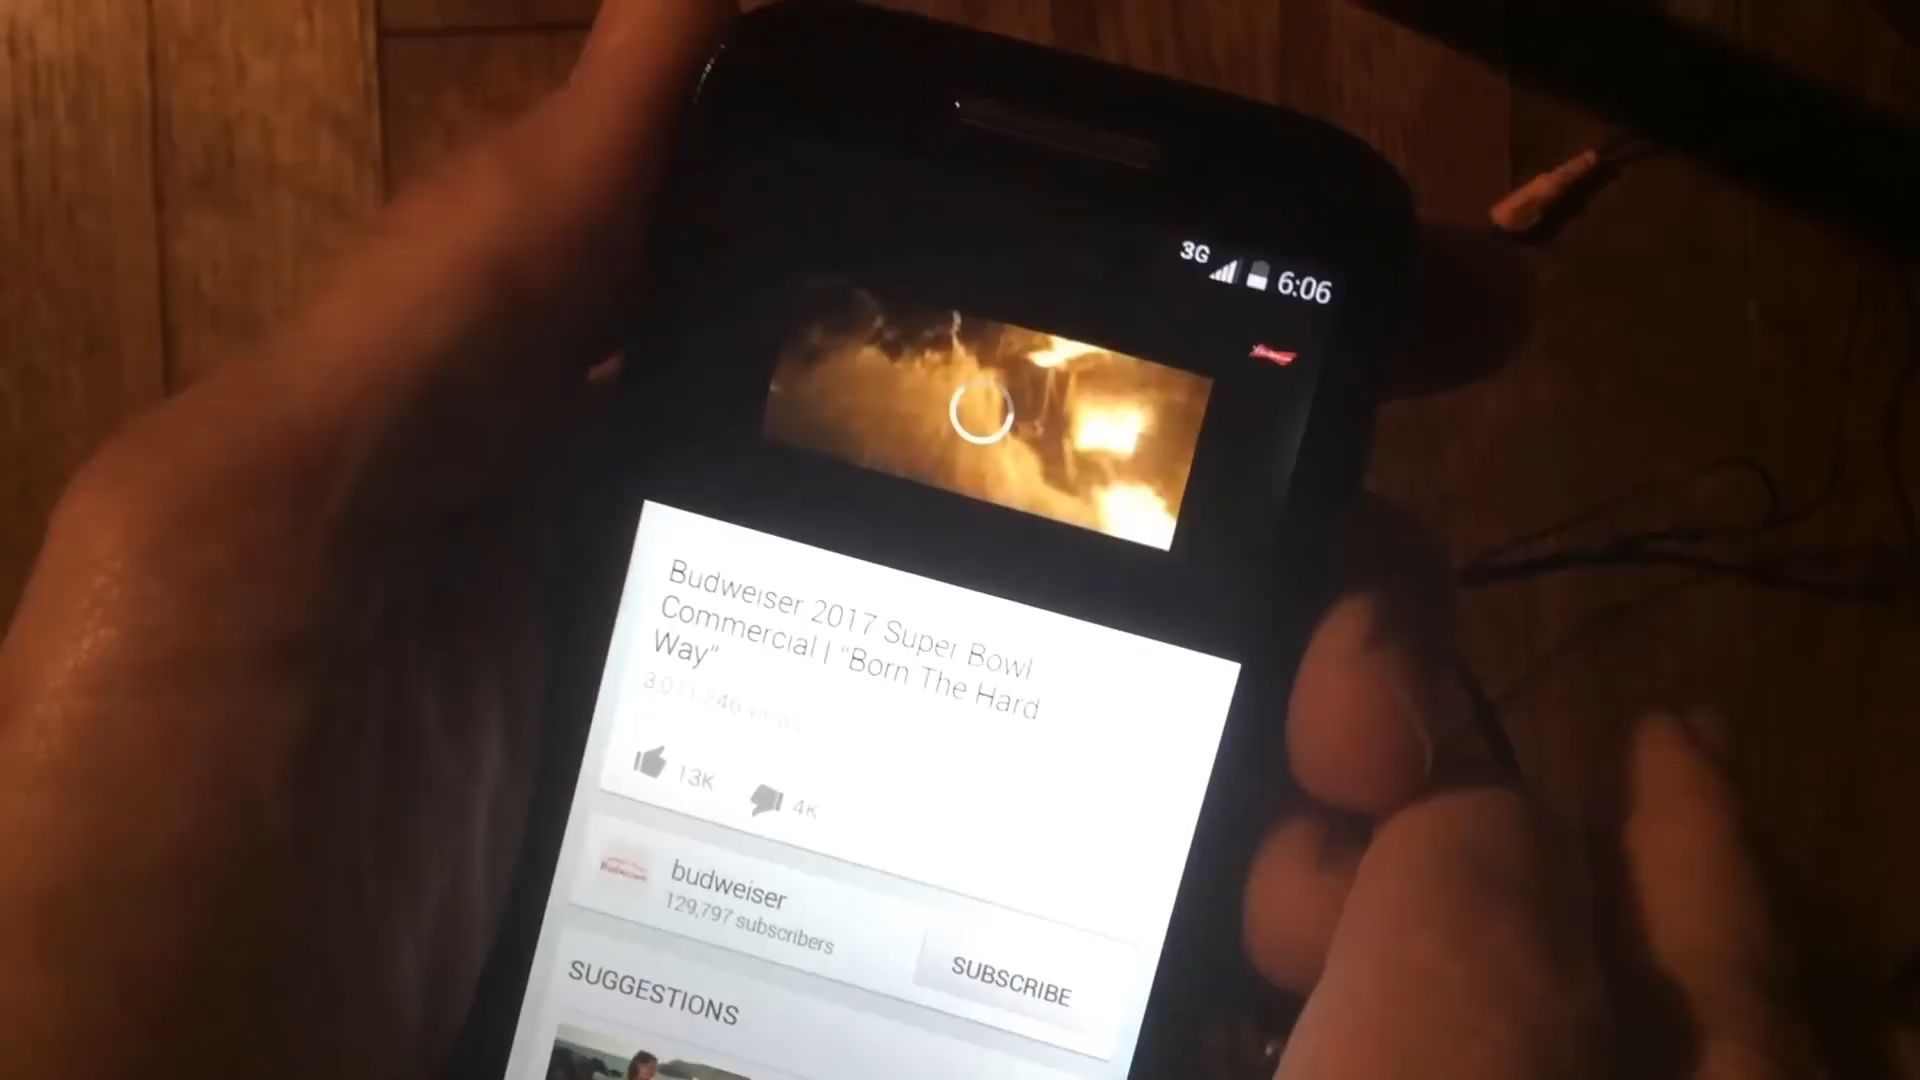 3G 6:06
Budweiser 2017 Super Bowl
Commercial | "Born The Hard
Way"
13K 4K
budweiser
129,797 subscribers
SUBSCRIBE
SUGGESTIONS